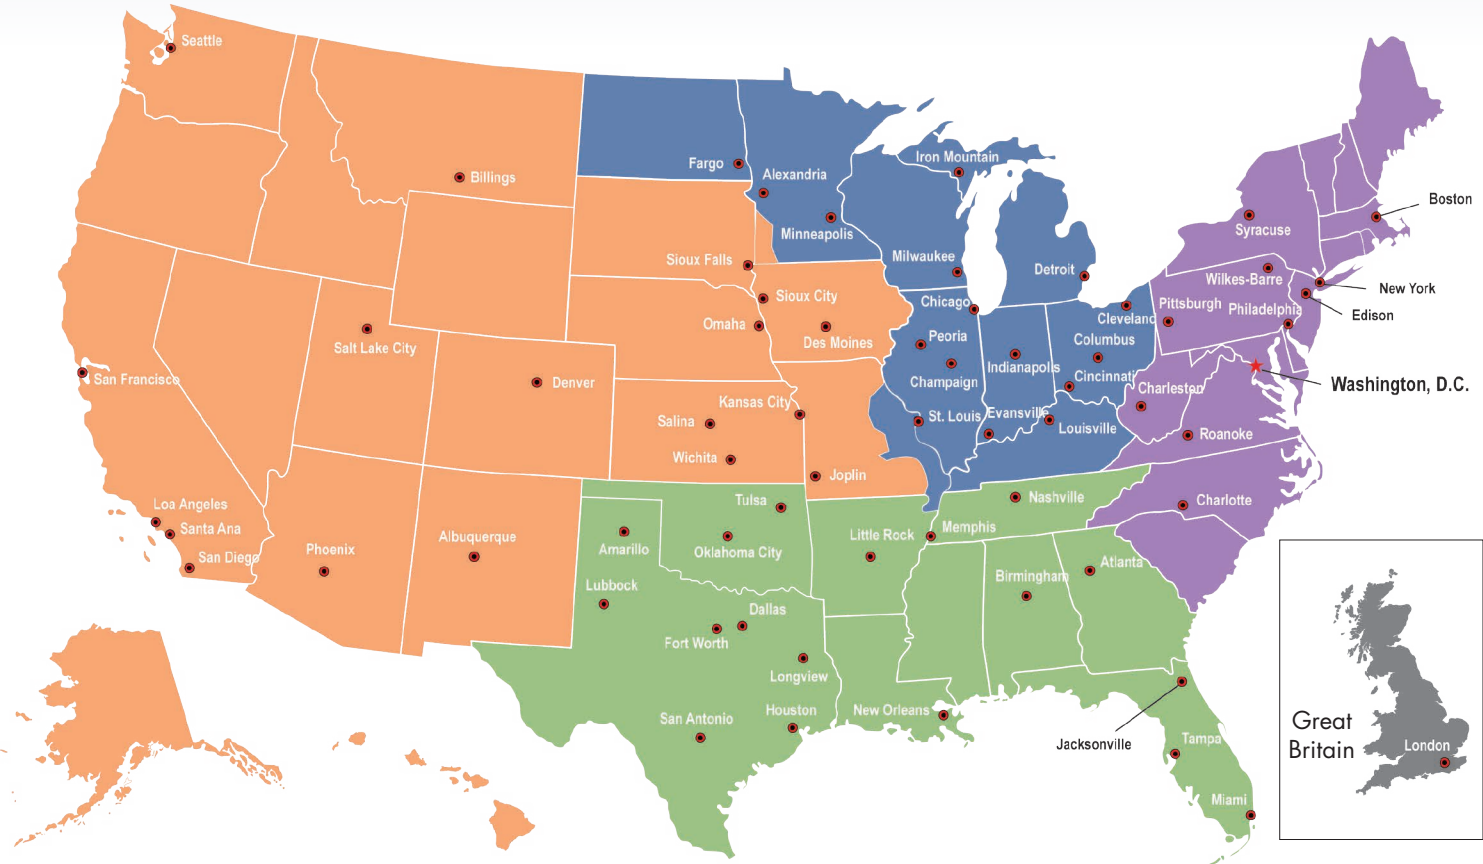 Seattle
Billings
Fargo
Alexandria
Minneapolis
Iron Mountain
Milwaukee
Detroit
Sioux Falls
Sioux City
Omaha
Des Moines
Chicago
Peoria
Champaign
Indianapolis
Cleveland
Columbus
Cincinnati
St. Louis
Evansville
Louisville
Syracuse
Boston
Wilkes-Barre
New York
Pittsburgh
Philadelphia
Edison
Washington, D.C.
Charleston
Roanoke
Charlotte
Salt Lake City
Denver
San Francisco
Kansas City
Salina
Wichita
Joplin
Loa Angeles
Santa Ana
San Diego
Phoenix
Albuquerque
Tulsa
Amarillo
Oklahoma City
Lubbock
Dallas
Fort Worth
Longview
Houston
San Antonio
Little Rock
Nashville
Memphis
Birmingham
Atlanta
New Orleans
Jacksonville
Tampa
Miami
Great
Britain
London